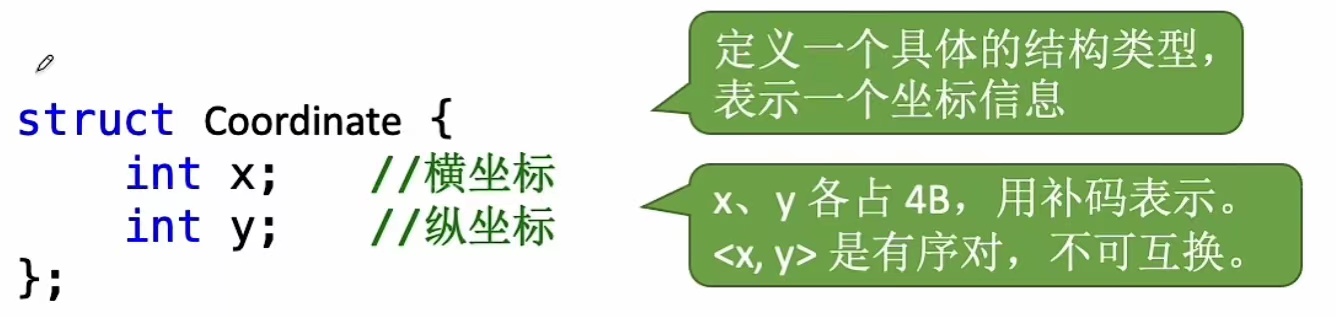 定义一个具体的结构类型，
表示一个坐标信息
struct Coordinate {
    int x;    //横坐标
    int y;    //纵坐标
};
x、y 各占 4B，用补码表示。
<x, y> 是有序对，不可互换。